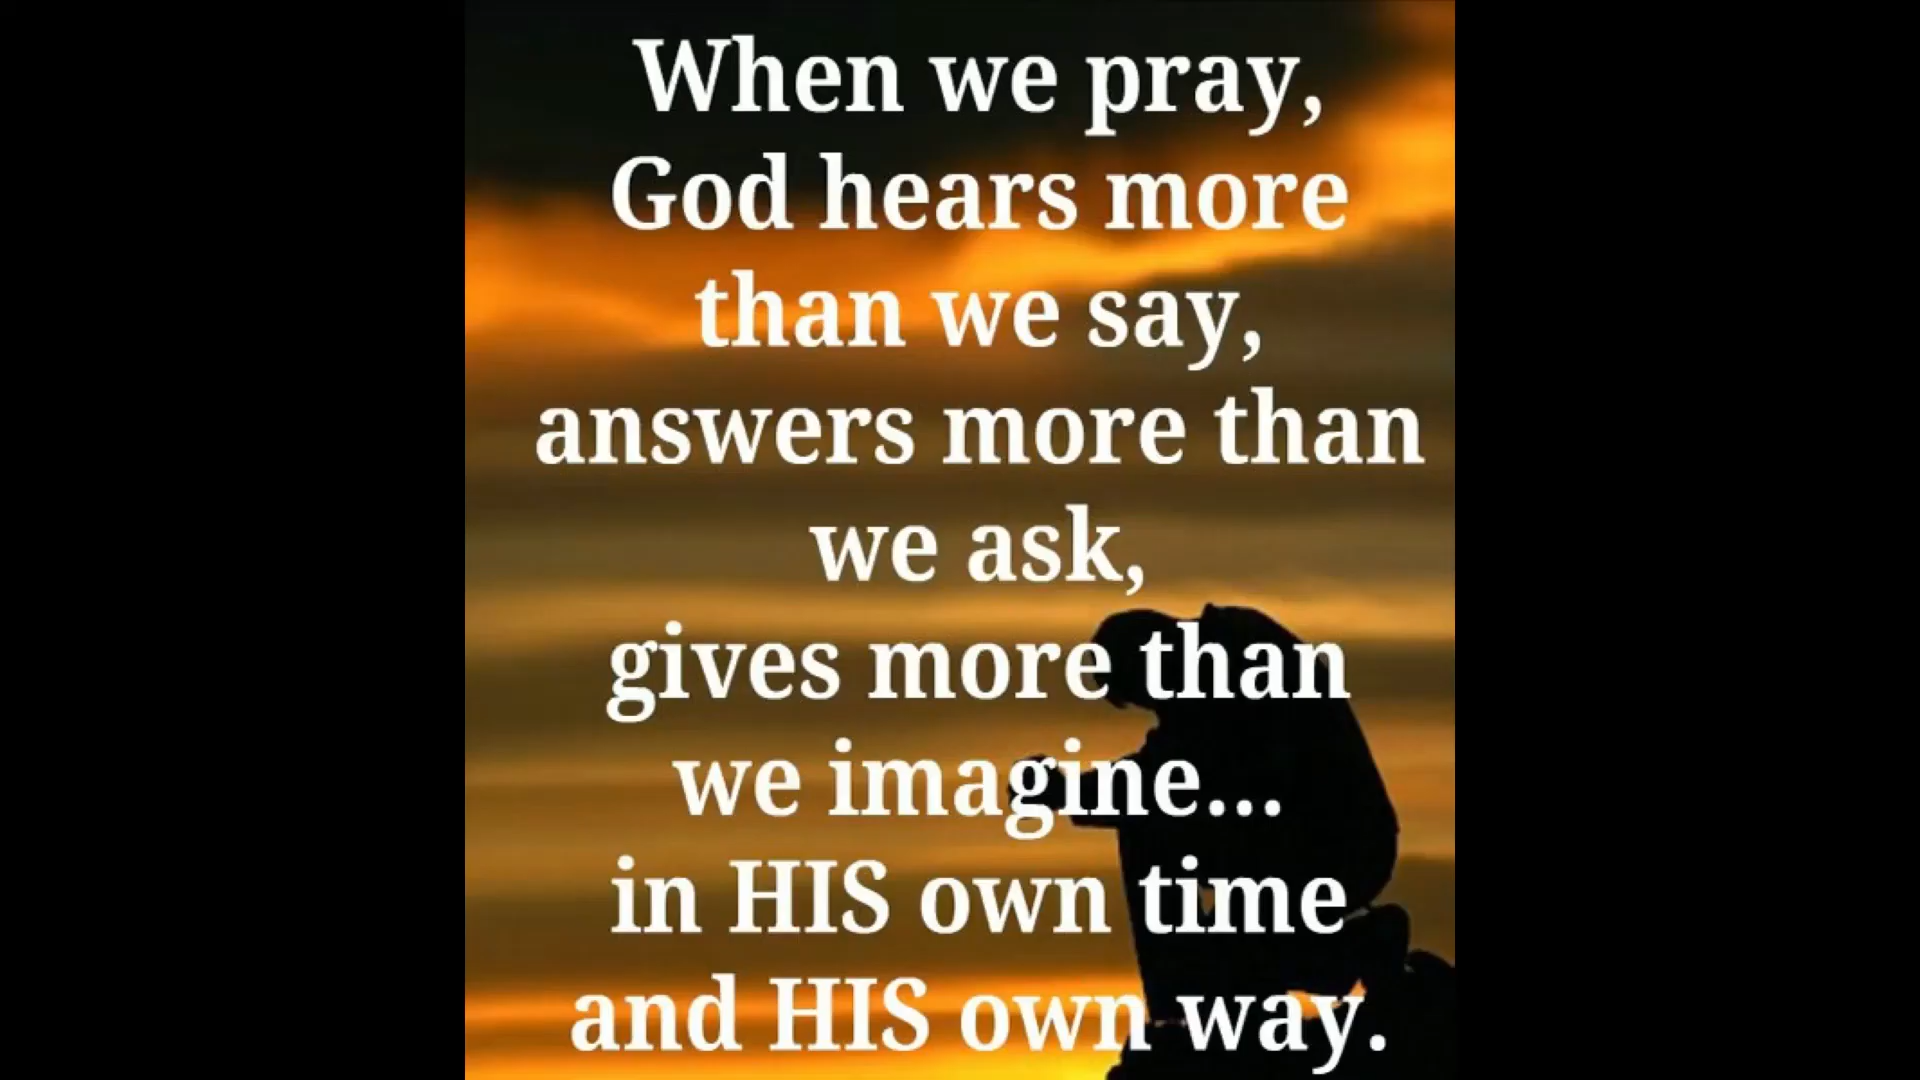 When we pray,
God hears more
than we say,
answers more than
we ask,
gives more than
we imagine...
in HIS own time
and HIS own way.